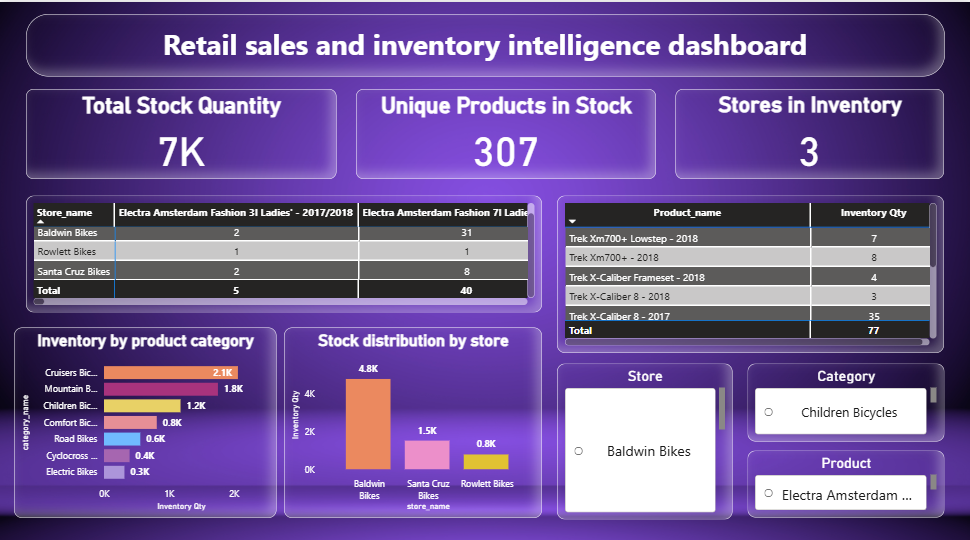 Retail sales and inventory intelligence dashboard
Total Stock Quantity
7K
Unique Products in Stock
307
Stores in Inventory
3
Store_name Electra Amsterdam Fashion 3I Ladies' - 2017/2018 Electra Amsterdam Fashion 7I Ladie
Baldwin Bikes 2 31
Rowlett Bikes 1 1
Santa Cruz Bikes 2 8
Total 5 40
Product_name Inventory Qty
Trek Xm700+ Lowstep - 2018 7
Trek Xm700+ - 2018 8
Trek X-Caliber Frameset - 2018 4
Trek X-Caliber 8 - 2018 3
Trek X-Caliber 8 - 2017 35
Total 77
Inventory by product category
category_name
Cruisers Bic... 2.1K
Mountain B... 1.8K
Children Bic... 1.2K
Comfort Bic... 0.8K
Road Bikes 0.6K
Cyclocross ... 0.4K
Electric Bikes 0.3K
0K 1K 2K
Inventory Qty
Stock distribution by store
Inventory Qty
4K
2K
0K
4.8K
1.5K
0.8K
Baldwin Bikes
Santa Cruz Bikes
Rowlett Bikes
store_name
Store
Baldwin Bikes
Category
Children Bicycles
Product
Electra Amsterdam ...